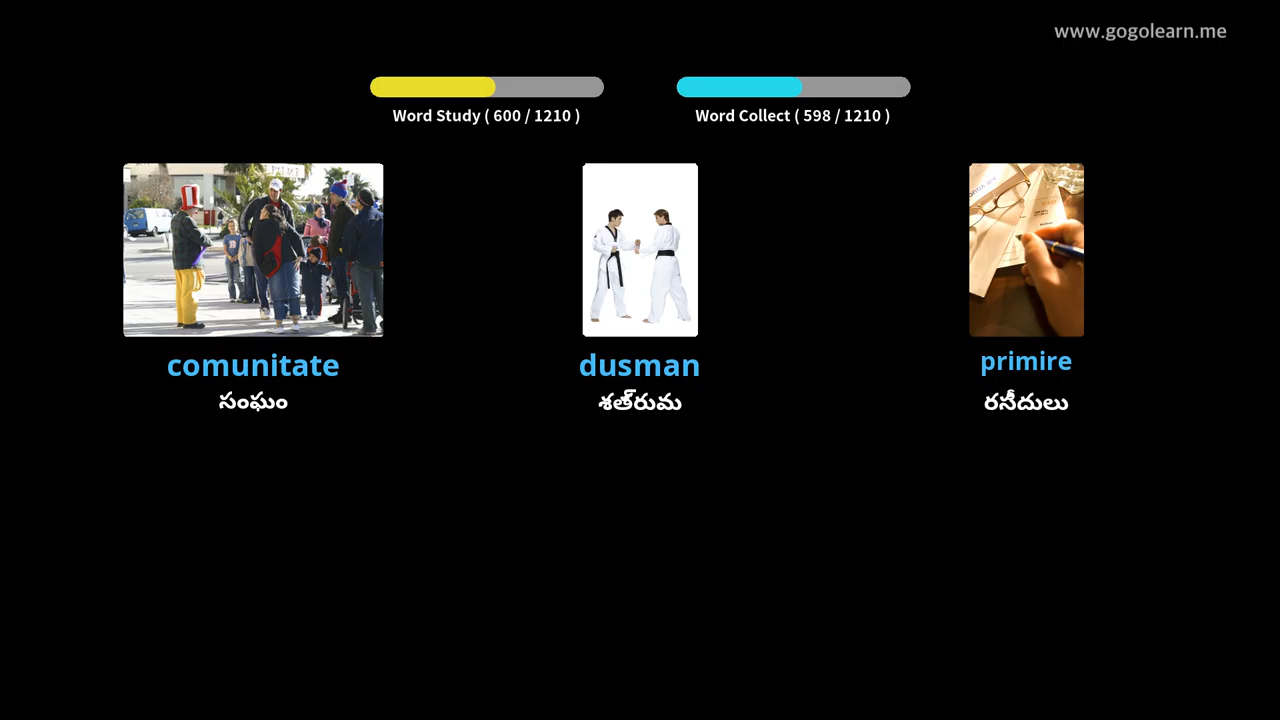 www.gogolearn.me
Word Study ( 600 / 1210 )
Word Collect ( 598 / 1210 )
comunitate
సంఘం
dusman
శత్‌రుమ
primire
రసీదులు